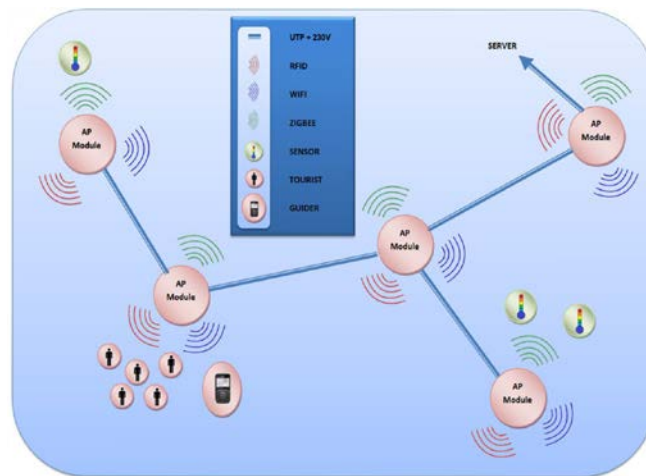 UTP + 230V
RFID
WIFI
ZIGBEE
SENSOR
TOURIST
GUIDER
SERVER
AP
Module
AP
Module
AP
Module
AP
Module
AP
Module